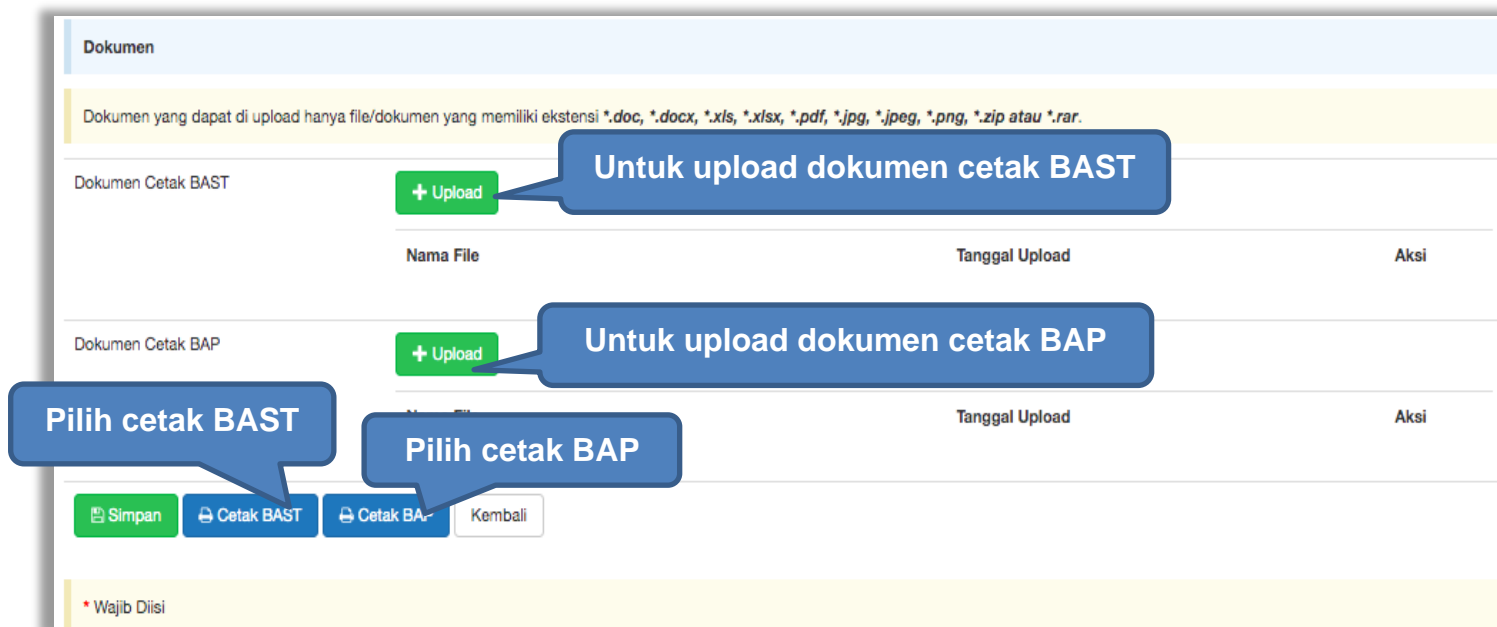 Dokumen
Dokumen yang dapat di upload hanya file/dokumen yang memiliki ekstensi *.doc, *.docx, *.xls, *.xlsx, *.pdf, *.jpg, *.jpeg, *.png, *.zip atau *.rar.
Untuk upload dokumen cetak BAST
Dokumen Cetak BAST
+ Upload
Nama File Tanggal Upload Aksi
Untuk upload dokumen cetak BAP
Dokumen Cetak BAP
+ Upload
Tanggal Upload Aksi
Pilih cetak BAST
Pilih cetak BAP
Simpan Cetak BAST Cetak BAP Kembali
* Wajib Diisi